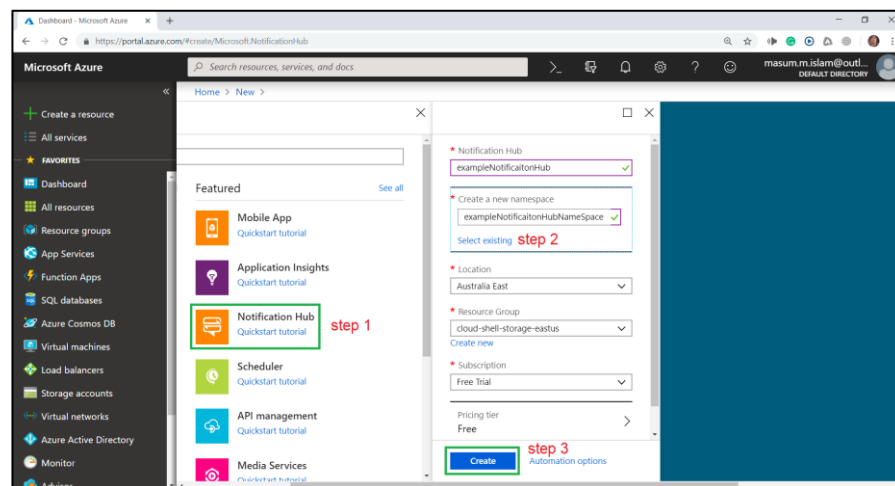 Dashboard - Microsoft Azure
https://portal.azure.com/#create/Microsoft.NotificationHub
Microsoft Azure
Search resources, services, and docs
masum.m.islam@outl...
DEFAULT DIRECTORY
Home > New >
Create a resource
All services
FAVORITES
Dashboard
All resources
Resource groups
App Services
Function Apps
SQL databases
Azure Cosmos DB
Virtual machines
Load balancers
Storage accounts
Virtual networks
Azure Active Directory
Monitor
Advisor
Featured
See all
Mobile App
Quickstart tutorial
Application Insights
Quickstart tutorial
Notification Hub
Quickstart tutorial
step 1
Scheduler
Quickstart tutorial
API management
Quickstart tutorial
Media Services
Quickstart tutorial
* Notification Hub
exampleNotificaitonHub
* Create a new namespace
exampleNotificaitonHubNameSpace
Select existing step 2
* Location
Australia East
* Resource Group
cloud-shell-storage-eastus
Create new
* Subscription
Free Trial
Pricing tier
Free
step 3
Create
Automation options